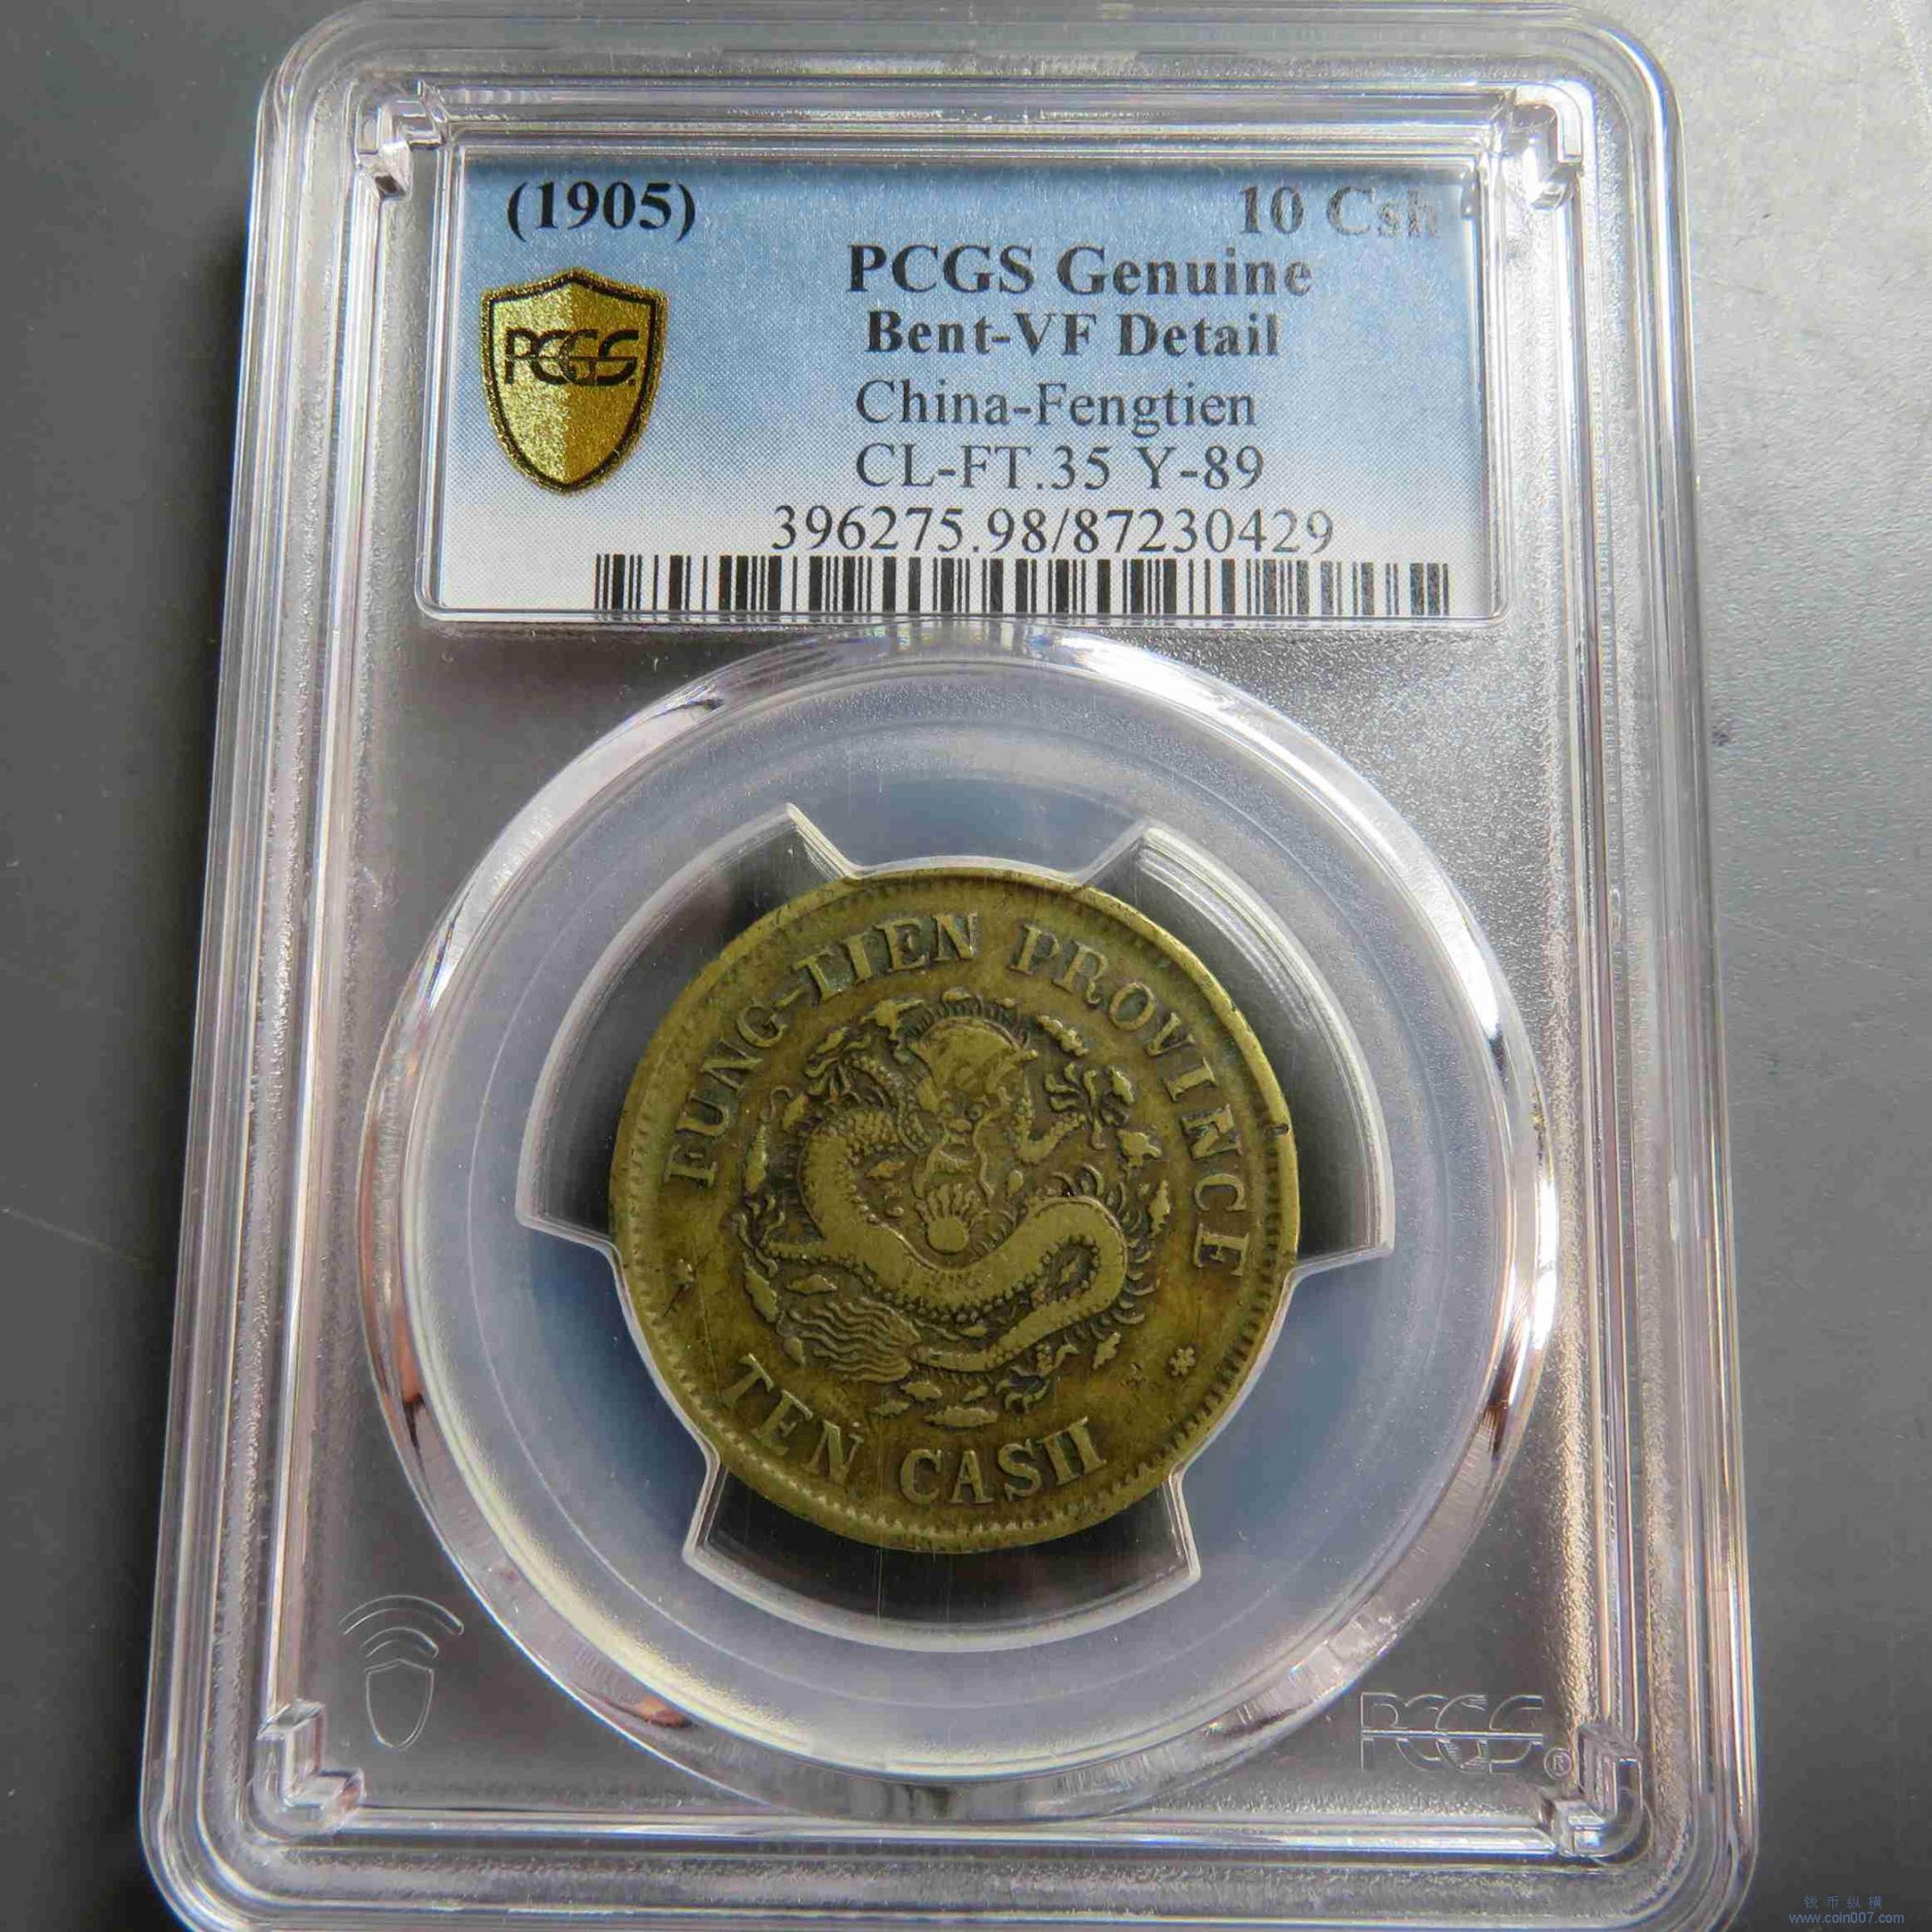 (1905) 10 Csh
PCGS Genuine
PCGS
Bent-VF Detail
China-Fengtien
CL-FT.35 Y-89
396275.98/87230429
FUNG-TIEN PROVINCE
TEN CASH
PCGS®
钱币纵横
www.coin007.com